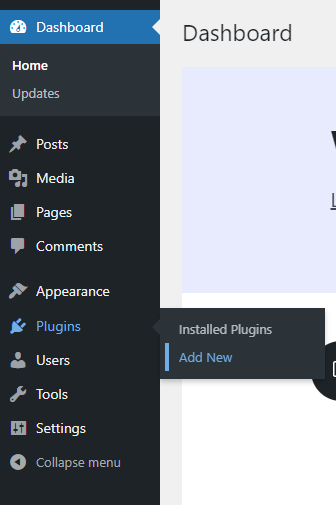 Dashboard
Home
Updates
Posts
Media
Pages
Comments
Appearance
Plugins
Users
Tools
Settings
Collapse menu
Dashboard
Installed Plugins
Add New